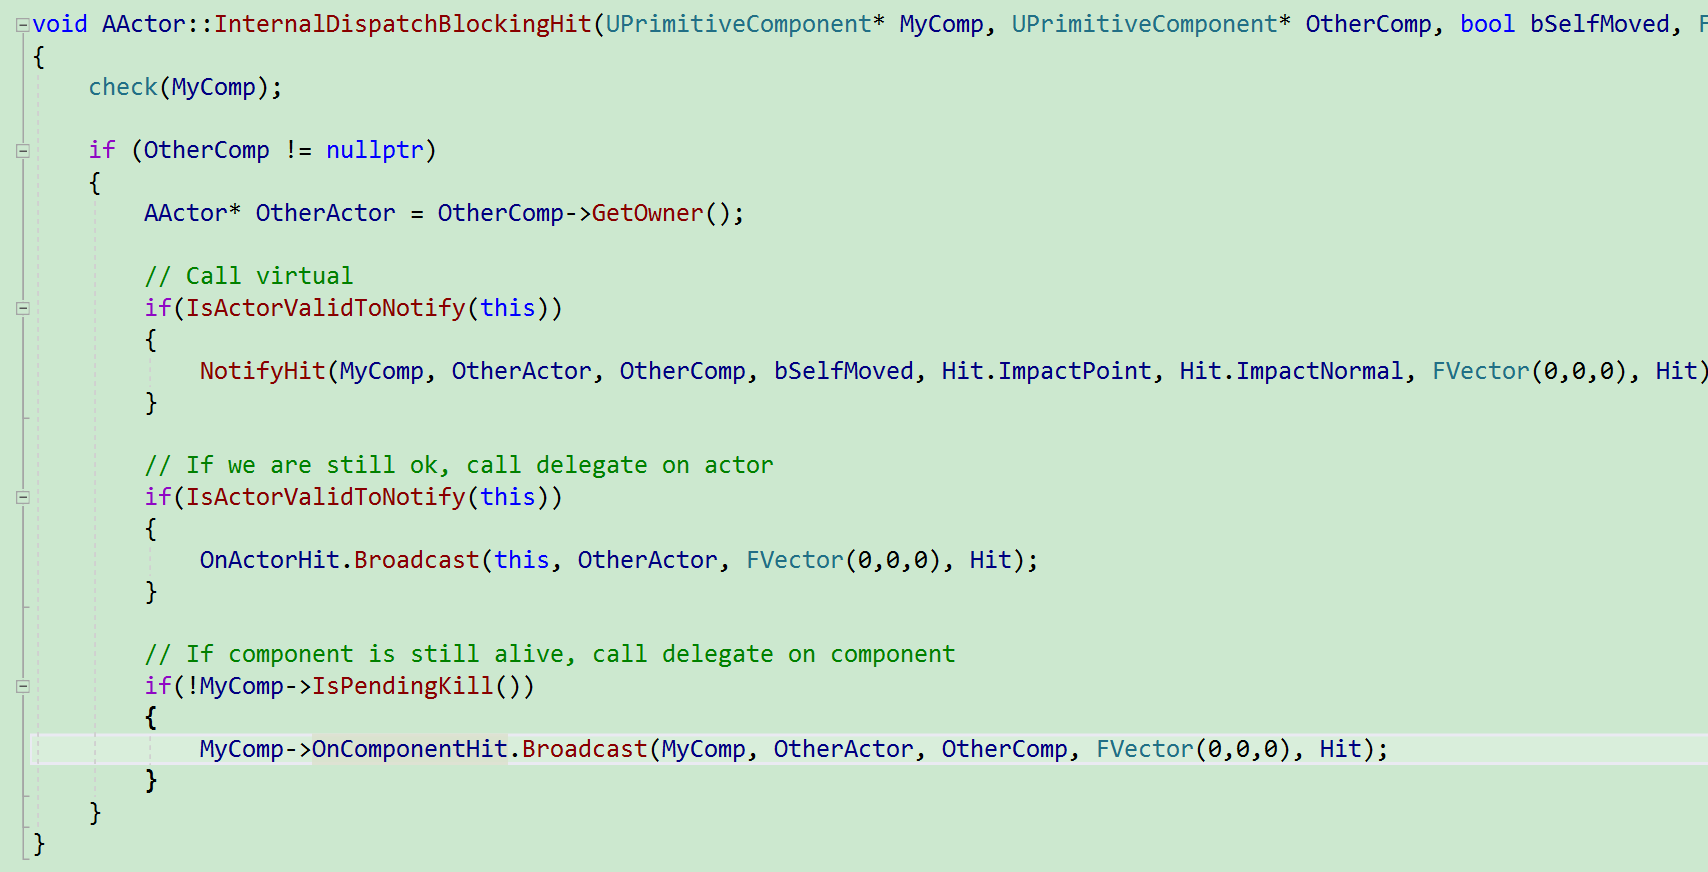 void AActor::InternalDispatchBlockingHit(UPrimitiveComponent* MyComp, UPrimitiveComponent* OtherComp, bool bSelfMoved,
{
    check(MyComp);
    if (OtherComp != nullptr)
    {
        AActor* OtherActor = OtherComp->GetOwner();
        // Call virtual
        if(IsActorValidToNotify(this))
        {
            NotifyHit(MyComp, OtherActor, OtherComp, bSelfMoved, Hit.ImpactPoint, Hit.ImpactNormal, FVector(0,0,0), Hit)
        }
        // If we are still ok, call delegate on actor
        if(IsActorValidToNotify(this))
        {
            OnActorHit.Broadcast(this, OtherActor, FVector(0,0,0), Hit);
        }
        // If component is still alive, call delegate on component
        if(!MyComp->IsPendingKill())
        {
            MyComp->OnComponentHit.Broadcast(MyComp, OtherActor, OtherComp, FVector(0,0,0), Hit);
        }
    }
}